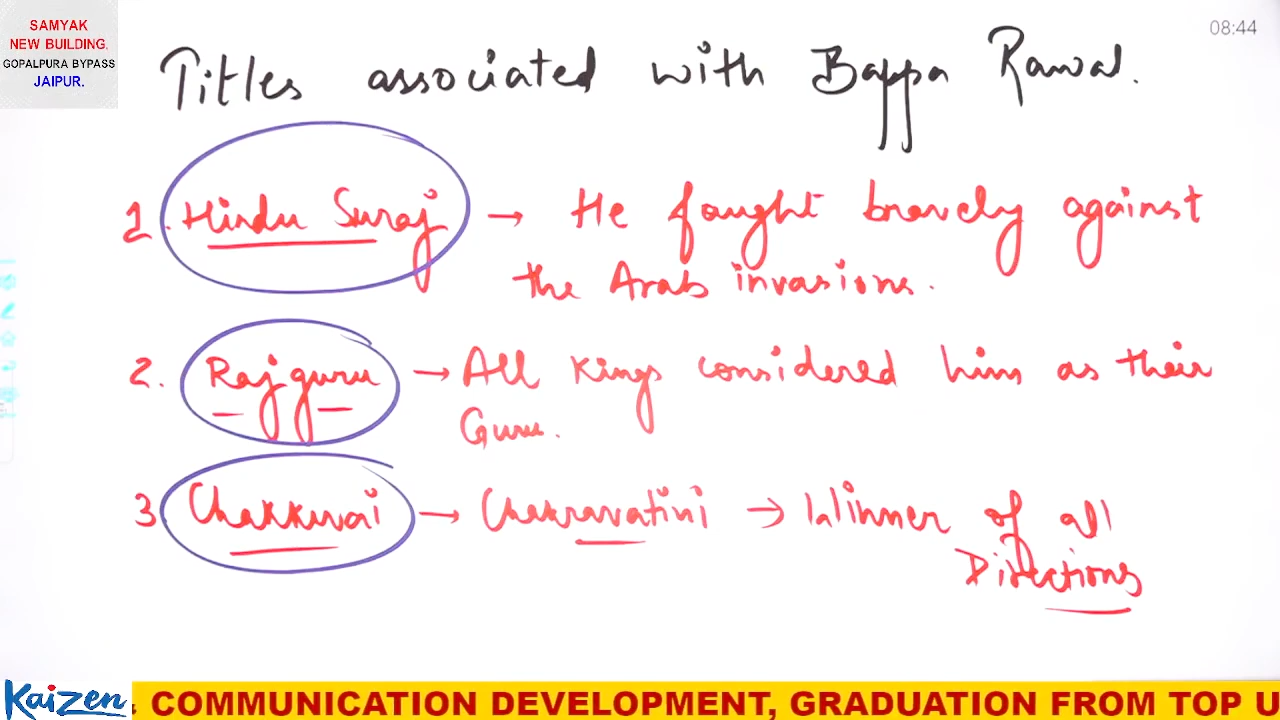 SAMYAK
NEW BUILDING,
GOPALPURA BYPASS
JAIPUR.
08:44
Titles associated with Bappa Rawal.
1. Hindu Suraj → He fought bravely against
the Arab invasions.
2. Rajguru → All Kings considered him as their
Guru.
3 Chakkwai → Chakravatini → Winner of all
Directions
Kaizen & COMMUNICATION DEVELOPMENT, GRADUATION FROM TOP U